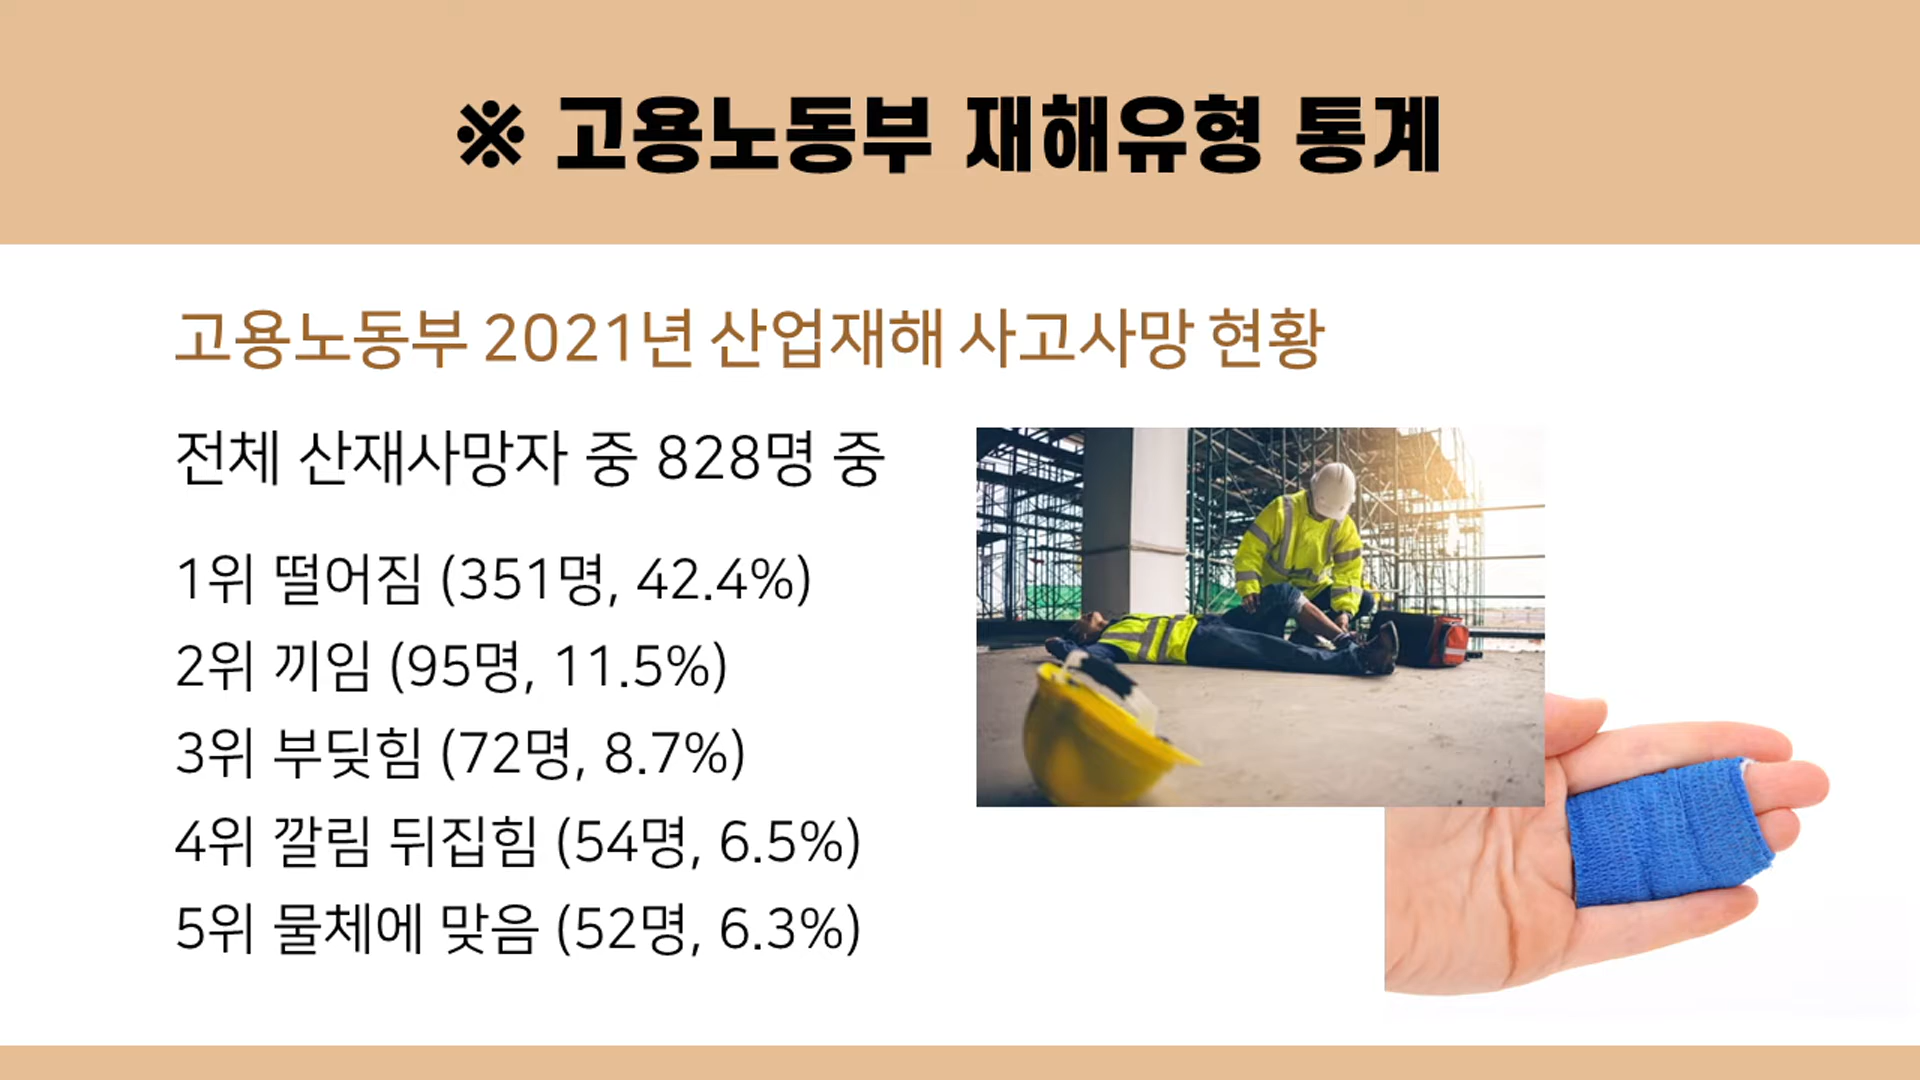 ※ 고용노동부 재해유형 통계
고용노동부 2021년 산업재해 사고사망 현황
전체 산재사망자 중 828명 중
1위 떨어짐 (351명, 42.4%)
2위 끼임 (95명, 11.5%)
3위 부딪힘 (72명, 8.7%)
4위 깔림 뒤집힘 (54명, 6.5%)
5위 물체에 맞음 (52명, 6.3%)